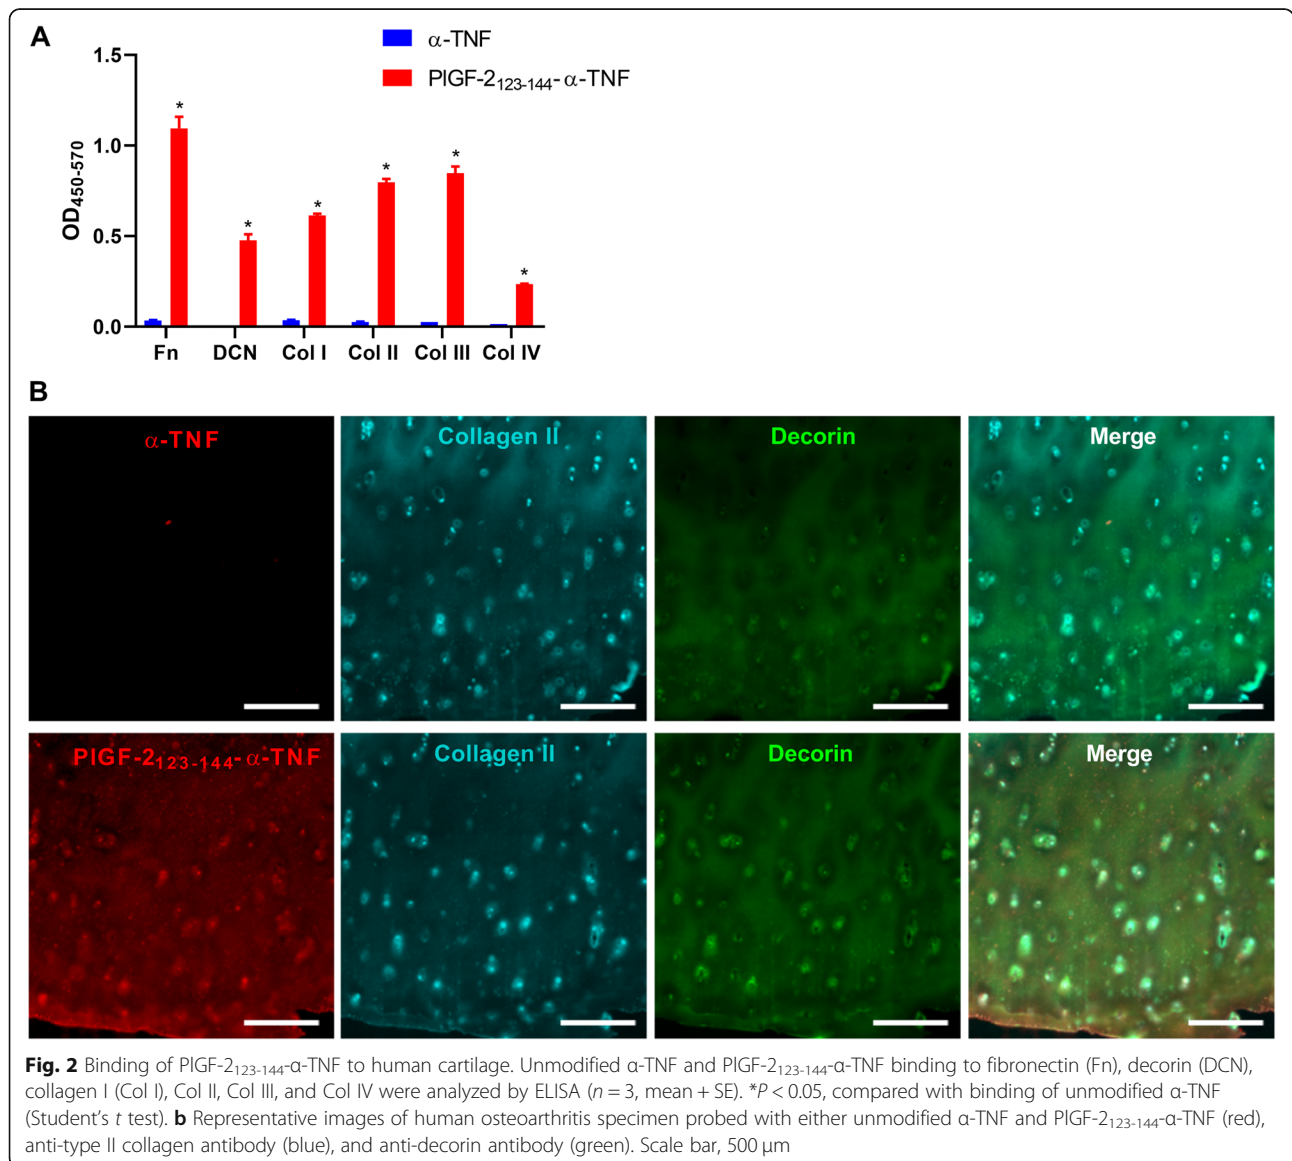 A
α-TNF
PlGF-2123-144-α-TNF
OD450-570
1.5
1.0
0.5
0.0
* * * * * *
Fn DCN Col I Col II Col III Col IV
B
α-TNF Collagen II Decorin Merge
PlGF-2123-144-α-TNF Collagen II Decorin Merge
Fig. 2 Binding of PlGF-2123-144-α-TNF to human cartilage. Unmodified α-TNF and PlGF-2123-144-α-TNF binding to fibronectin (Fn), decorin (DCN),
collagen I (Col I), Col II, Col III, and Col IV were analyzed by ELISA (n = 3, mean + SE). *P < 0.05, compared with binding of unmodified α-TNF
(Student’s t test). b Representative images of human osteoarthritis specimen probed with either unmodified α-TNF and PlGF-2123-144-α-TNF (red),
anti-type II collagen antibody (blue), and anti-decorin antibody (green). Scale bar, 500 μm